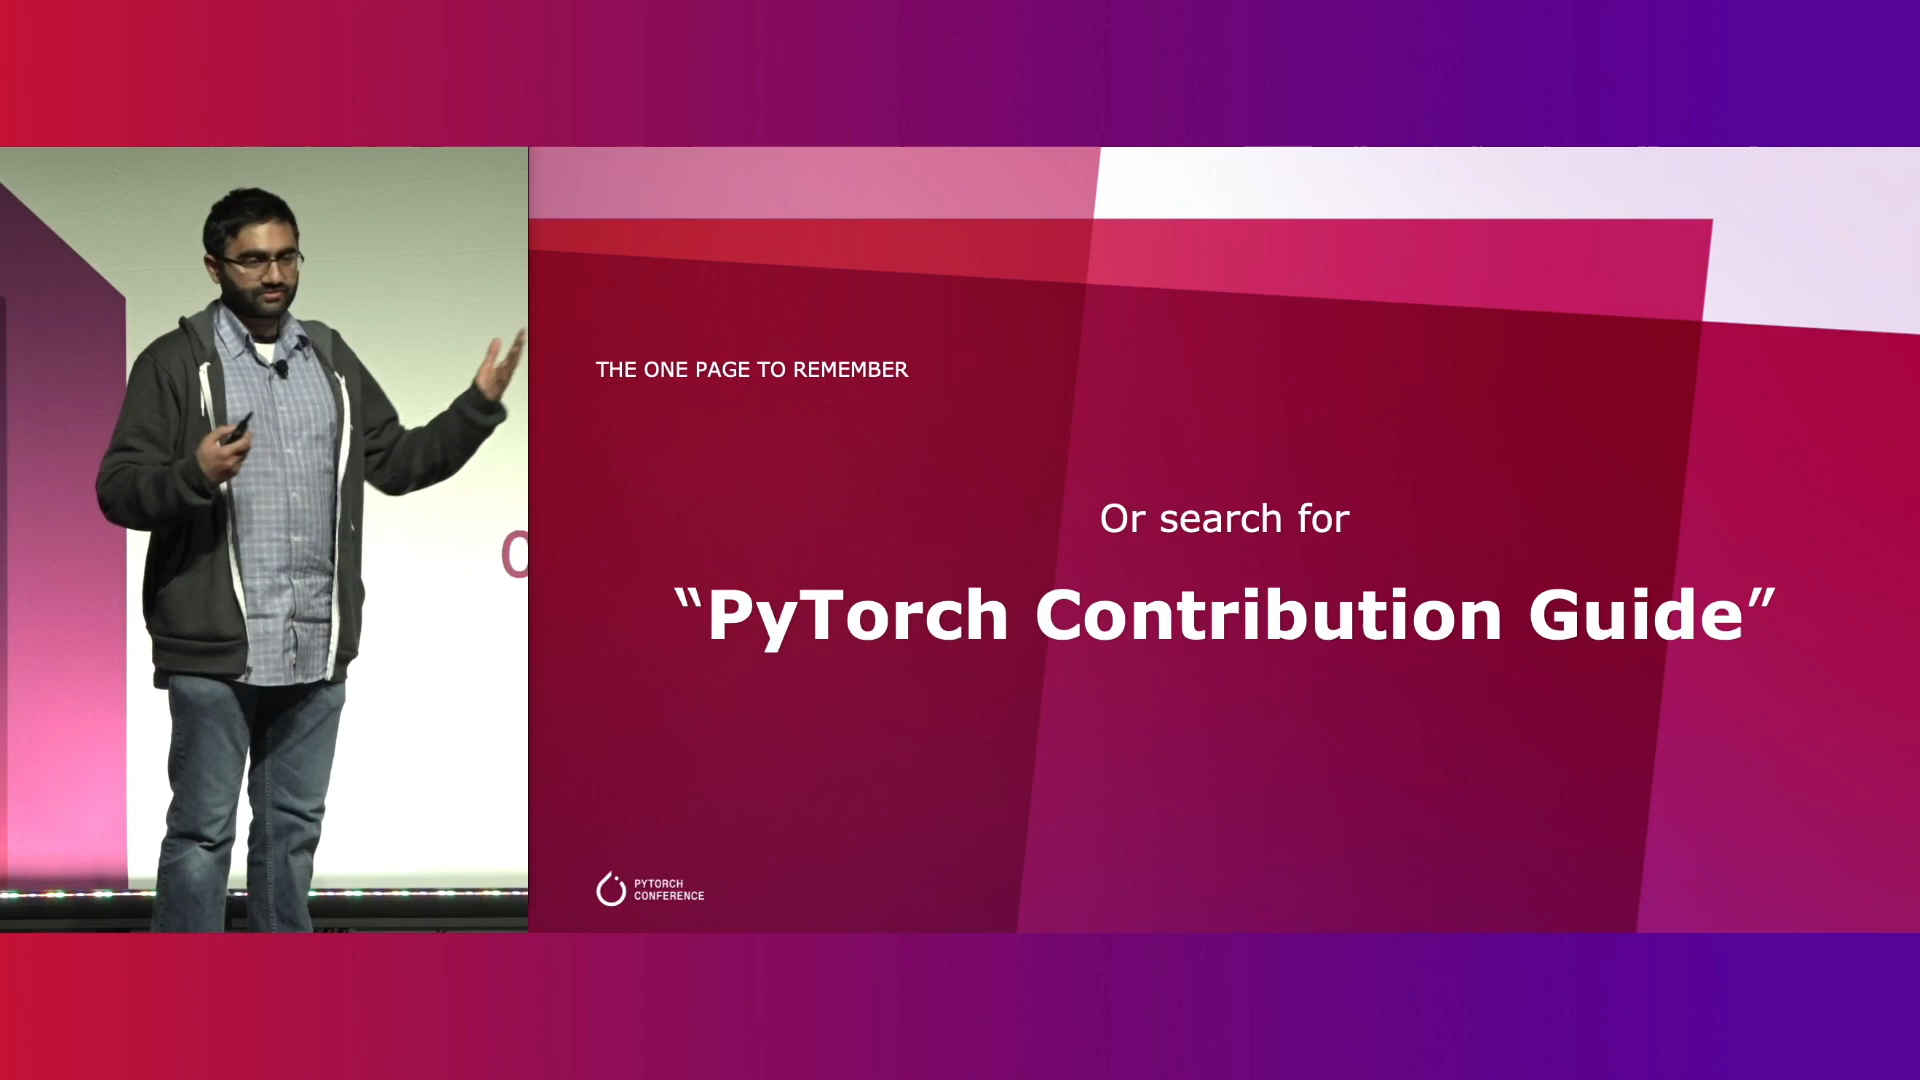 THE ONE PAGE TO REMEMBER
Or search for
“PyTorch Contribution Guide”
PYTORCH
CONFERENCE